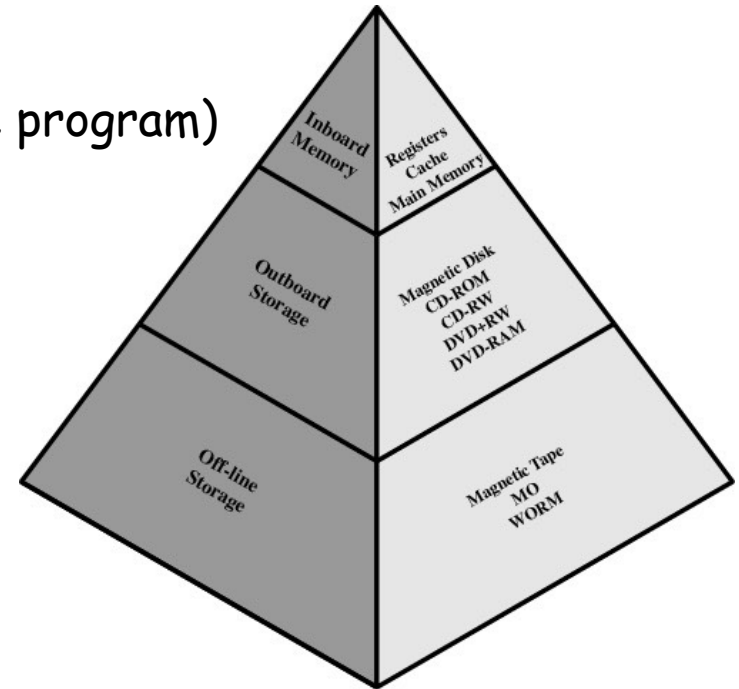 program)
Inboard
Memory
Registers
Cache
Main Memory
Outboard
Storage
Magnetic Disk
CD-ROM
CD-RW
DVD+RW
DVD-RAM
Off-line
Storage
Magnetic Tape
MO
WORM